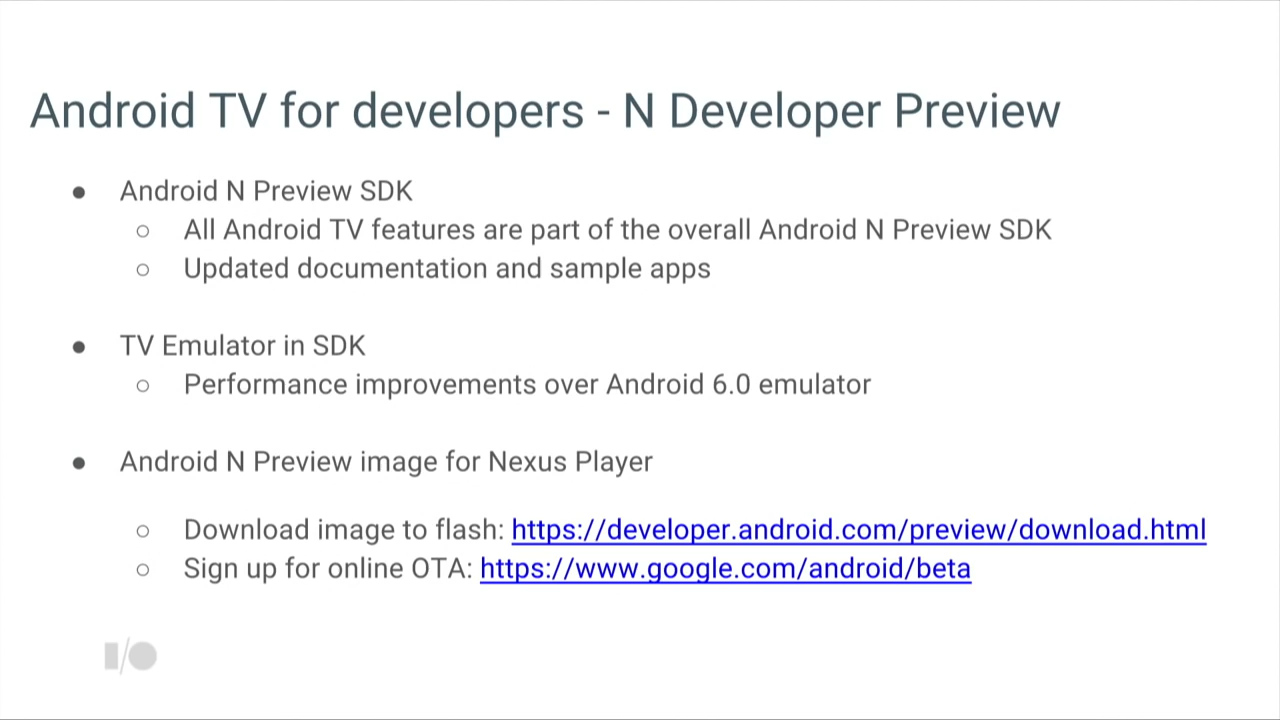 Android TV for developers - N Developer Preview
● Android N Preview SDK
○ All Android TV features are part of the overall Android N Preview SDK
○ Updated documentation and sample apps
● TV Emulator in SDK
○ Performance improvements over Android 6.0 emulator
● Android N Preview image for Nexus Player
○ Download image to flash: https://developer.android.com/preview/download.html
○ Sign up for online OTA: https://www.google.com/android/beta
I/O